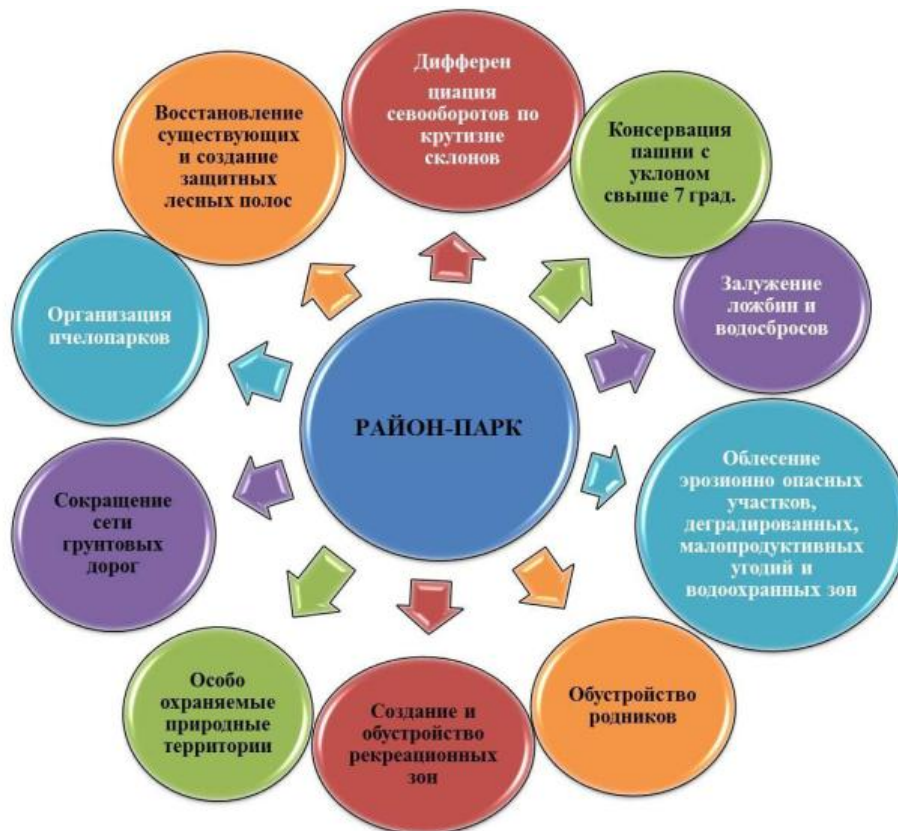 Дифферен
циация
севооборотов по
крутизне
склонов
Консервация
пашни с
уклоном
свыше 7 град.
Залужение
ложбин и
водосбросов
Облесение
эрозионно опасных
участков,
деградированных,
малопродуктивных
угодий и
водоохранных зон
Обустройство
родников
Создание и
обустройство
рекреационных
зон
Особо
охраняемые
природные
территории
Сокращение
сети
грунтовых
дорог
Организация
пчелопарков
Восстановление
существующих
и создание
защитных
лесных полос
РАЙОН-ПАРК